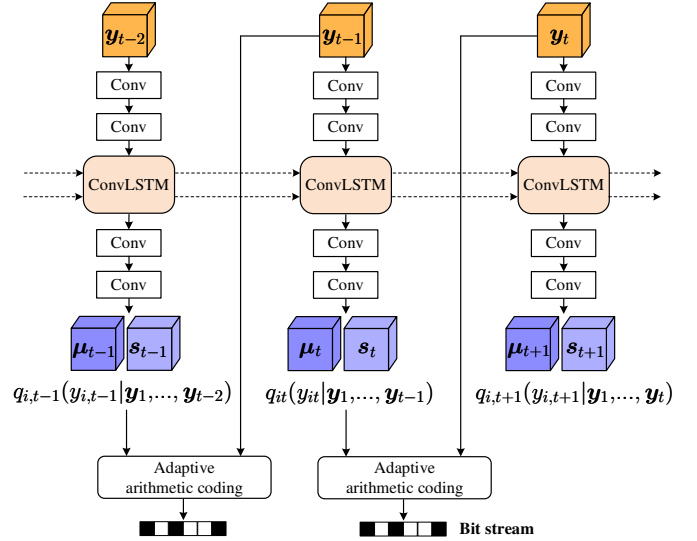 y_{t−2} y_{t−1} y_t
Conv Conv Conv
Conv Conv Conv
ConvLSTM ConvLSTM ConvLSTM
Conv Conv Conv
Conv Conv Conv
μ_{t−1} s_{t−1} μ_t s_t μ_{t+1} s_{t+1}
q_{i,t−1}(y_{i,t−1}|y_1,..., y_{t−2}) q_{it}(y_{it}|y_1,..., y_{t−1}) q_{i,t+1}(y_{i,t+1}|y_1,..., y_t)
Adaptive
arithmetic coding
Adaptive
arithmetic coding
Bit stream